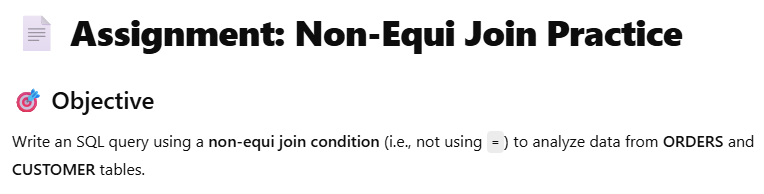 Assignment: Non-Equi Join Practice
Objective
Write an SQL query using a non-equi join condition (i.e., not using = ) to analyze data from ORDERS and
CUSTOMER tables.